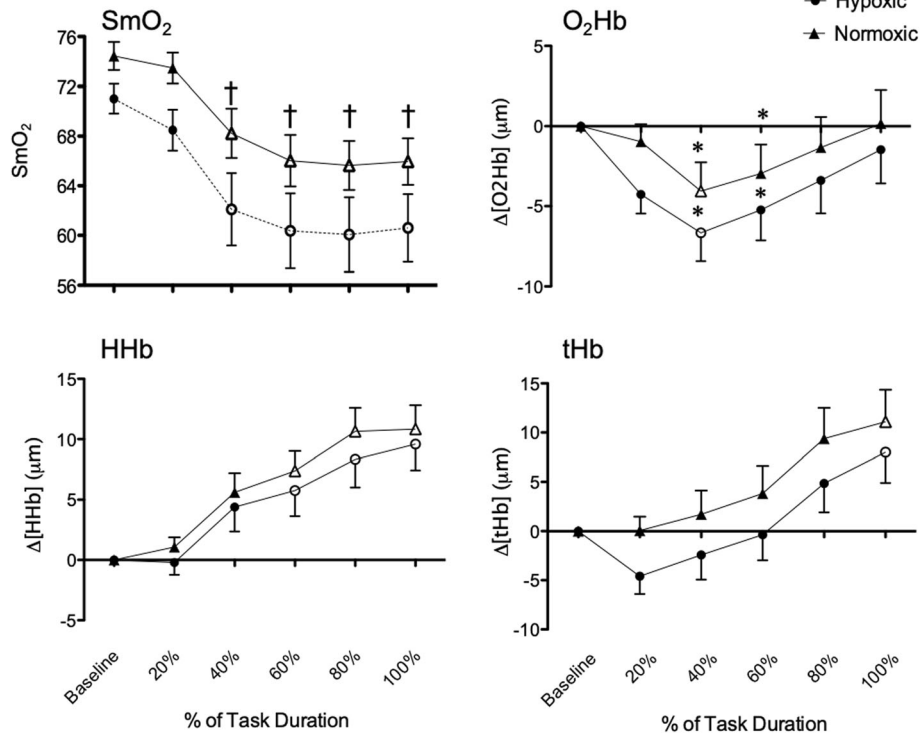 SmO₂
76
72
68
64
60
56
SmO₂
† † † †
O₂Hb
Hypoxic
Normoxic
5
0
-5
-10
Δ[O2Hb] (μm)
* *
* *
HHb
15
10
5
0
-5
Δ[HHb] (μm)
Baseline 20% 40% 60% 80% 100%
% of Task Duration
tHb
15
10
5
0
-5
-10
Δ[tHb] (μm)
Baseline 20% 40% 60% 80% 100%
% of Task Duration